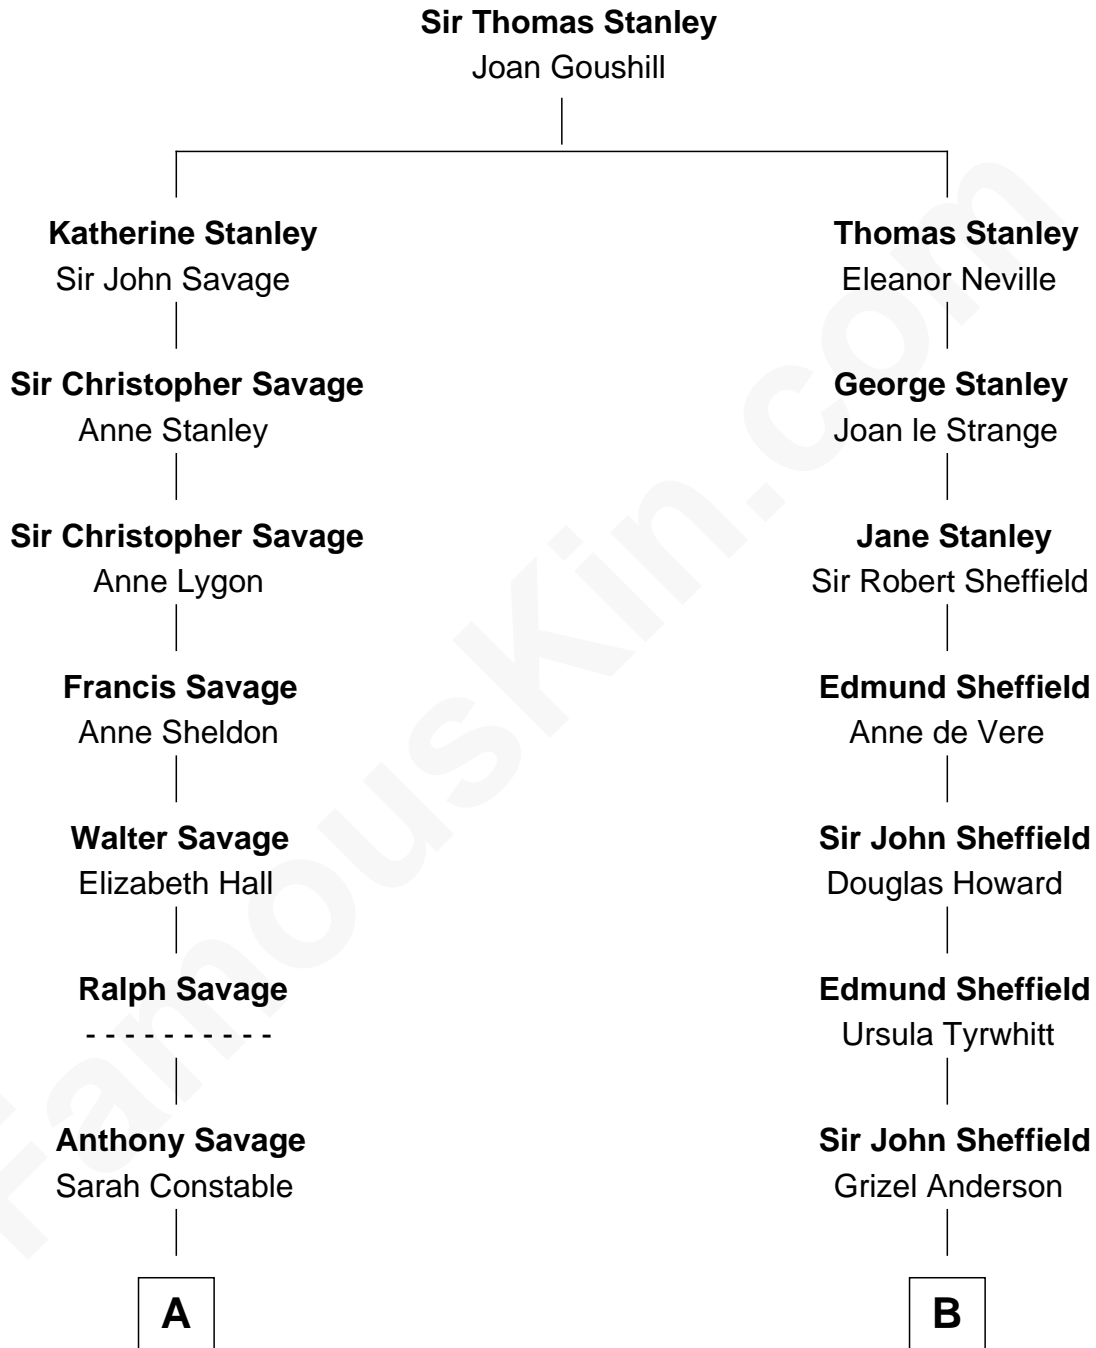 Sir Thomas Stanley
Joan Goushill
Katherine Stanley
Sir John Savage
Thomas Stanley
Eleanor Neville
Sir Christopher Savage
Anne Stanley
George Stanley
Joan le Strange
Sir Christopher Savage
Anne Lygon
Jane Stanley
Sir Robert Sheffield
Francis Savage
Anne Sheldon
Edmund Sheffield
Anne de Vere
Walter Savage
Elizabeth Hall
Sir John Sheffield
Douglas Howard
Ralph Savage
- - - - - - - - - -
Edmund Sheffield
Ursula Tyrwhitt
Anthony Savage
Sarah Constable
Sir John Sheffield
Grizel Anderson
A
B
FamousKin.com